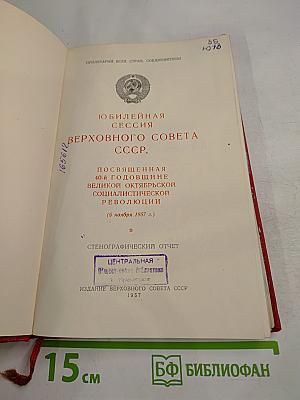 ПРОЛЕТАРИИ ВСЕХ СТРАН, СОЕДИНЯЙТЕСЬ!
ЮБИЛЕЙНАЯ
СЕССИЯ
ВЕРХОВНОГО СОВЕТА
СССР,
ПОСВЯЩЕННАЯ
40-й ГОДОВЩИНЕ
ВЕЛИКОЙ ОКТЯБРЬСКОЙ
СОЦИАЛИСТИЧЕСКОЙ
РЕВОЛЮЦИИ
(6 ноября 1957 г.)
СТЕНОГРАФИЧЕСКИЙ ОТЧЕТ
ЦЕНТРАЛЬНАЯ
ИЗДАНИЕ ВЕРХОВНОГО СОВЕТА СССР
1957
165612
15 см
БФ БИБЛИОФАН